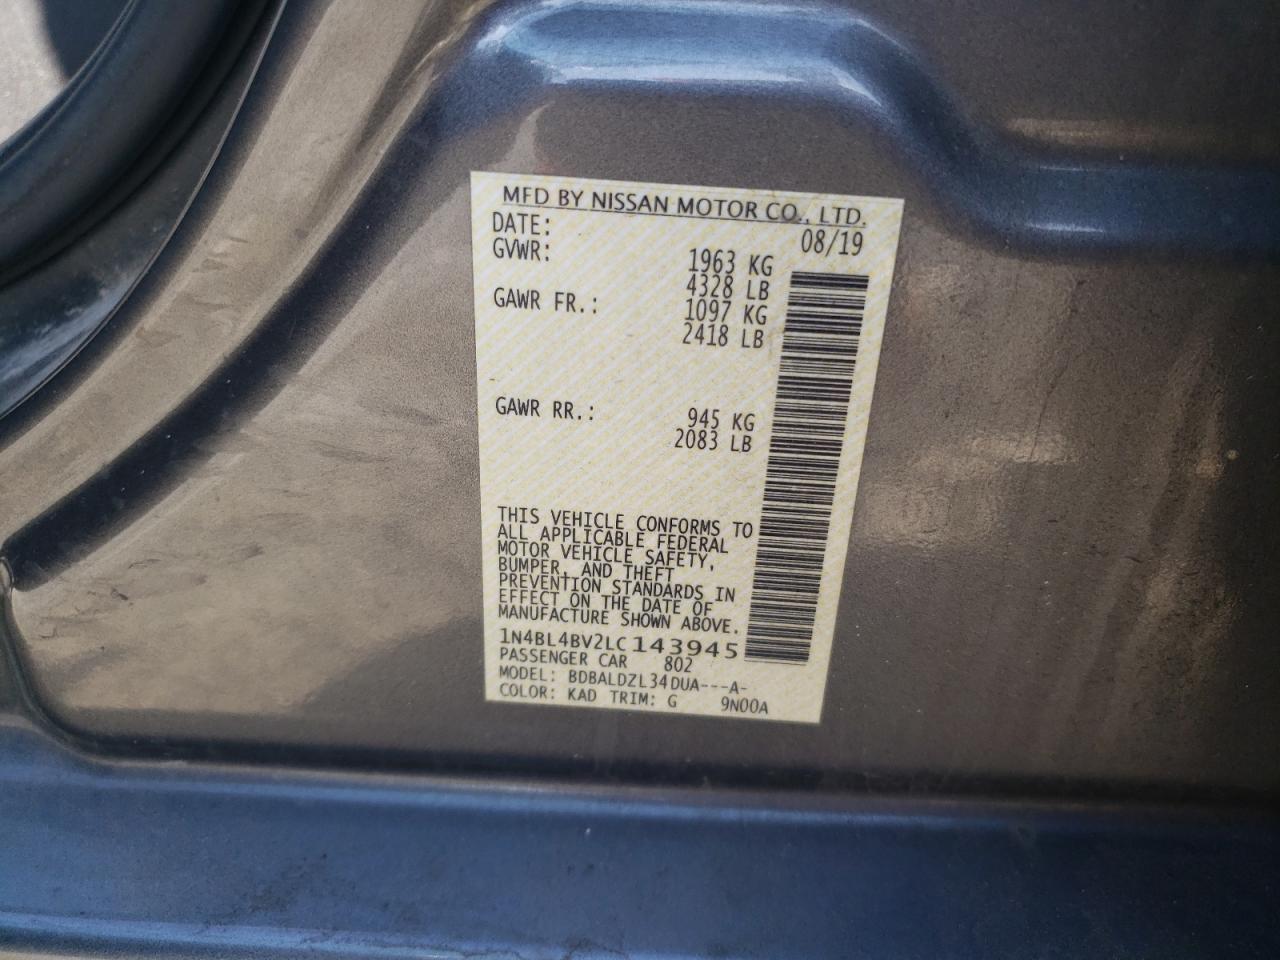 MFD BY NISSAN MOTOR CO., LTD.
DATE: 08/19
GVWR: 1963 KG
4328 LB
GAWR FR.: 1097 KG
2418 LB
GAWR RR.: 945 KG
2083 LB
THIS VEHICLE CONFORMS TO
ALL APPLICABLE FEDERAL
MOTOR VEHICLE SAFETY,
BUMPER, AND THEFT
PREVENTION STANDARDS IN
EFFECT ON THE DATE OF
MANUFACTURE SHOWN ABOVE.
1N4BL4BV2LC143945
PASSENGER CAR 802
MODEL: BDBALDZL34DUA---A-
COLOR: KAD TRIM: G 9N00A